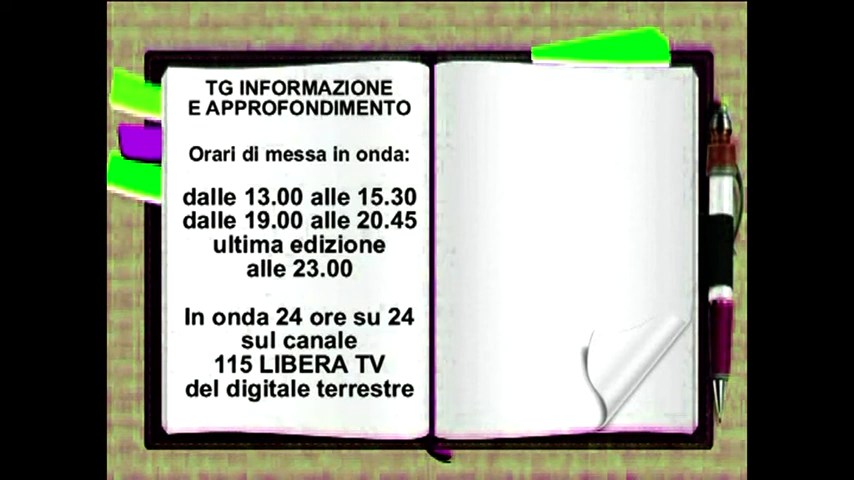 TG INFORMAZIONE
E APPROFONDIMENTO
Orari di messa in onda:
dalle 13.00 alle 15.30
dalle 19.00 alle 20.45
ultima edizione
alle 23.00
In onda 24 ore su 24
sul canale
115 LIBERA TV
del digitale terrestre